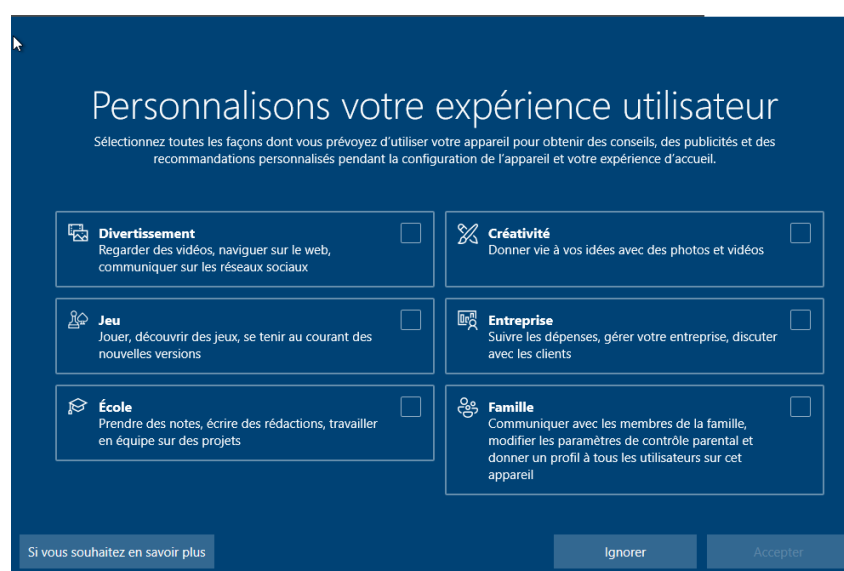 Personnalisons votre expérience utilisateur
Sélectionnez toutes les façons dont vous prévoyez d'utiliser votre appareil pour obtenir des conseils, des publicités et des
recommandations personnalisés pendant la configuration de l'appareil et votre expérience d'accueil.
Divertissement
Regarder des vidéos, naviguer sur le web,
communiquer sur les réseaux sociaux
Créativité
Donner vie à vos idées avec des photos et vidéos
Jeu
Jouer, découvrir des jeux, se tenir au courant des
nouvelles versions
Entreprise
Suivre les dépenses, gérer votre entreprise, discuter
avec les clients
École
Prendre des notes, écrire des rédactions, travailler
en équipe sur des projets
Famille
Communiquer avec les membres de la famille,
modifier les paramètres de contrôle parental et
donner un profil à tous les utilisateurs sur cet
appareil
Si vous souhaitez en savoir plus
Ignorer
Accepter